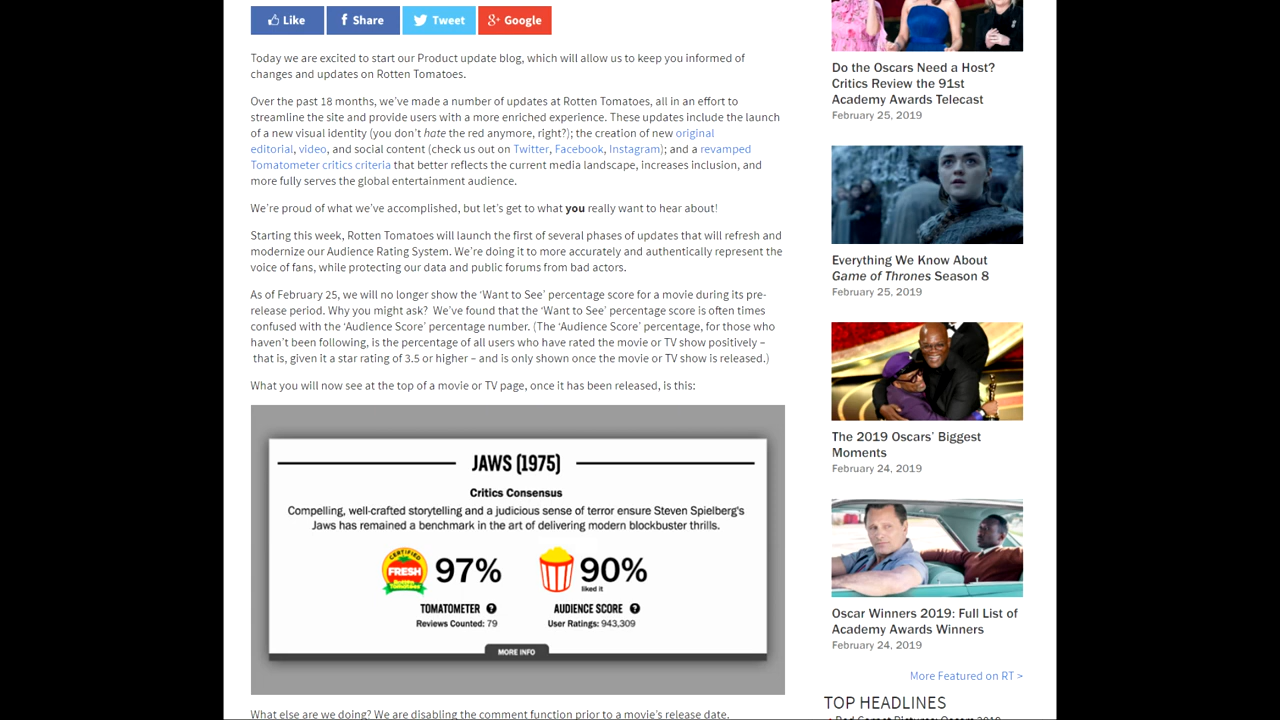 Like
Share
Tweet
Google
Today we are excited to start our Product update blog, which will allow us to keep you informed of
changes and updates on Rotten Tomatoes.
Over the past 18 months, we've made a number of updates at Rotten Tomatoes, all in an effort to
streamline the site and provide users with a more enriched experience. These updates include the launch
of a new visual identity (you don't hate the red anymore, right?); the creation of new original
editorial, video, and social content (check us out on Twitter, Facebook, Instagram); and a revamped
Tomatometer critics criteria that better reflects the current media landscape, increases inclusion, and
more fully serves the global entertainment audience.
We're proud of what we've accomplished, but let's get to what you really want to hear about!
Starting this week, Rotten Tomatoes will launch the first of several phases of updates that will refresh and
modernize our Audience Rating System. We're doing it to more accurately and authentically represent the
voice of fans, while protecting our data and public forums from bad actors.
As of February 25, we will no longer show the 'Want to See' percentage score for a movie during its pre-
release period. Why you might ask?  We've found that the 'Want to See' percentage score is often times
confused with the 'Audience Score' percentage number. (The 'Audience Score' percentage, for those who
haven't been following, is the percentage of all users who have rated the movie or TV show positively –
that is, given it a star rating of 3.5 or higher – and is only shown once the movie or TV show is released.)
What you will now see at the top of a movie or TV page, once it has been released, is this:
JAWS (1975)
Critics Consensus
Compelling, well-crafted storytelling and a judicious sense of terror ensure Steven Spielberg's
Jaws has remained a benchmark in the art of delivering modern blockbuster thrills.
CERTIFIED
FRESH
Rotten Tomatoes
97%
90%
liked it
TOMATOMETER ?
AUDIENCE SCORE ?
Reviews Counted: 79
User Ratings: 943,309
MORE INFO
What else are we doing? We are disabling the comment function prior to a movie's release date.
Do the Oscars Need a Host?
Critics Review the 91st
Academy Awards Telecast
February 25, 2019
Everything We Know About
Game of Thrones Season 8
February 25, 2019
The 2019 Oscars' Biggest
Moments
February 24, 2019
Oscar Winners 2019: Full List of
Academy Awards Winners
February 24, 2019
More Featured on RT >
TOP HEADLINES
Red Carpet Pictures: Oscars 2019